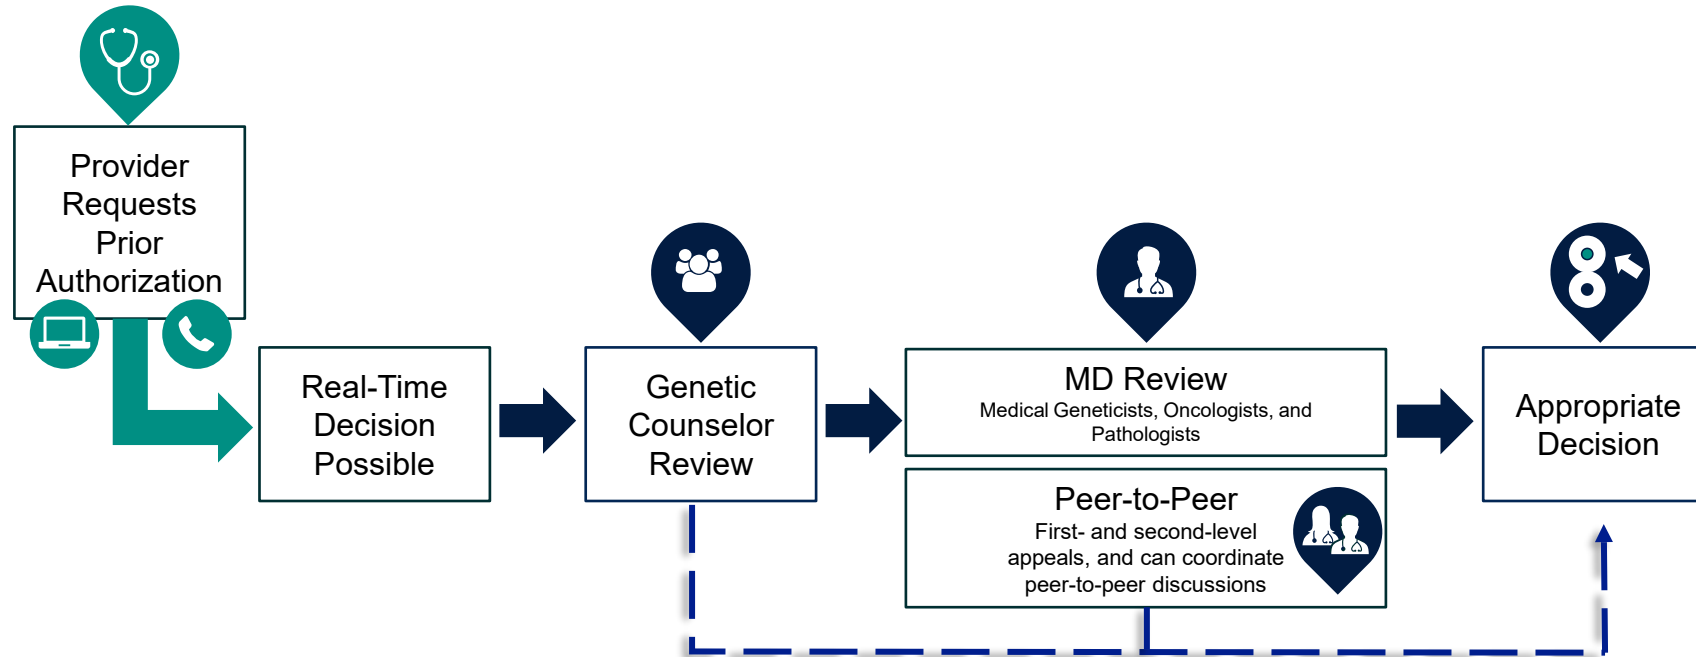 Provider
Requests
Prior
Authorization
Real-Time
Decision
Possible
Genetic
Counselor
Review
MD Review
Medical Geneticists, Oncologists, and
Pathologists
Peer-to-Peer
First- and second-level
appeals, and can coordinate
peer-to-peer discussions
Appropriate
Decision